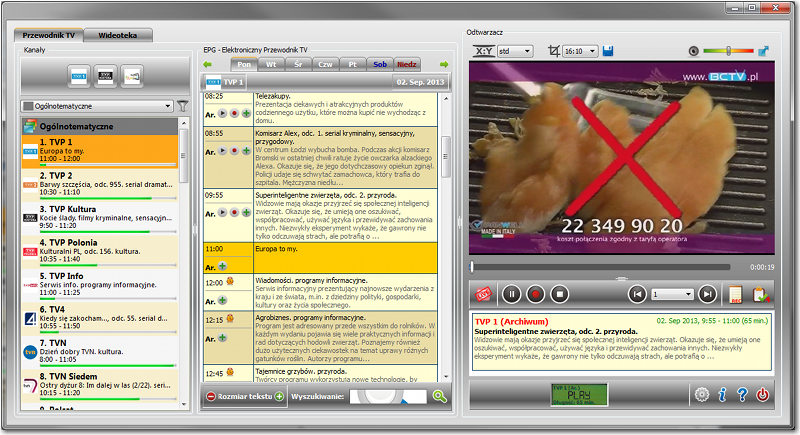 Przewodnik TV
Wideoteka
Kanały
Ogólnotematyczne
Ogólnotematyczne
1. TVP 1
Europa to my.
11:00 - 12:00
2. TVP 2
Barwy szczęścia, odc. 955. serial dramat...
10:30 - 11:10
3. TVP Kultura
Kocie ślady. filmy kryminalne, sensacyjn...
9:50 - 11:20
4. TVP Polonia
Kulturalni PL, odc. 156. kultura.
10:35 - 11:40
5. TVP Info
Serwis info. programy informacyjne.
11:00 - 11:25
6. TV4
Kiedy się zakocham..., odc. 55. serial d...
10:55 - 11:50
7. TVN
Dzień dobry TVN. kultura.
8:00 - 11:05
8. TVN Siedem
Ostry dyżur 8: Im dalej w las (2/22). seri...
10:15 - 11:20
9. Polsat
EPG - Elektroniczny Przewodnik TV
Pon Wt Śr Czw Pt Sob Niedz
TVP 1 02. Sep. 2013
08:25 Telezakupy.
Ar. Prezentacja ciekawych i atrakcyjnych produktów
codziennego użytku, które można kupić nie wychodząc z
domu.
08:55 Komisarz Alex, odc. 1. serial kryminalny, sensacyjny,
przygodowy.
Ar. W centrum Łodzi wybucha bomba. Podczas akcji komisarz
Bromski w ostatniej chwili ratuje życie owczarka alzackiego
Alexa. Okazuje się, że jego dotychczasowy opiekun zginął.
Policji udaje się schwytać zamachowca, który trafia do
szpitala. Mężczyzna niedłu...
09:55 Superinteligentne zwierzęta, odc. 2. przyroda.
Ar. Widzowie mają okazje przyjrzeć się społecznej inteligencji
zwierząt. Okazuje się, że umieją one oszukiwać,
współpracować, używać języka i przewidywać zachowania
innych. Niezwykły eksperyment wykaże, że gawrony nie
tylko odczuwają strach, ale potrafią o ...
11:00 Europa to my.
Ar.
12:00 Wiadomości. programy informacyjne.
Ar. Serwis informacyjny prezentujący najnowsze wydarzenia z
kraju i ze świata, m.in. z dziedziny polityki, gospodarki,
kultury oraz życia społecznego.
12:15 Agrobiznes. programy informacyjne.
Ar. Program jest adresowany przede wszystkim do rolników. W
każdym wydaniu pojawia się wiele praktycznych informacji i
rad dotyczących hodowli zwierząt. Poznajemy również
dużo użytecznych ciekawostek na temat uprawy różnych
gatunków roślin. Autorzy programu...
12:45 Tajemnice grzybów. przyroda.
Twórcy programu wykorzystują nowe technologie, by
Rozmiar tekstu Wyszukiwanie:
Odtwarzacz
X:Y std 16:10
www.BCTV.pl
MADE IN ITALY
22 349 90 20
koszt połączenia zgodny z taryfą operatora
0:00:19
1
REC
TVP 1 (Archiwum) 02. Sep 2013, 9:55 - 11:00 (65 min.)
Superinteligentne zwierzęta, odc. 2. przyroda.
Widzowie mają okazje przyjrzeć się społecznej inteligencji zwierząt. Okazuje się, że umieją one
oszukiwać, współpracować, używać języka i przewidywać zachowania innych. Niezwykły
eksperyment wykaże, że gawrony nie tylko odczuwają strach, ale potrafią o ...
TVP 1 (Ar.)
PLAY